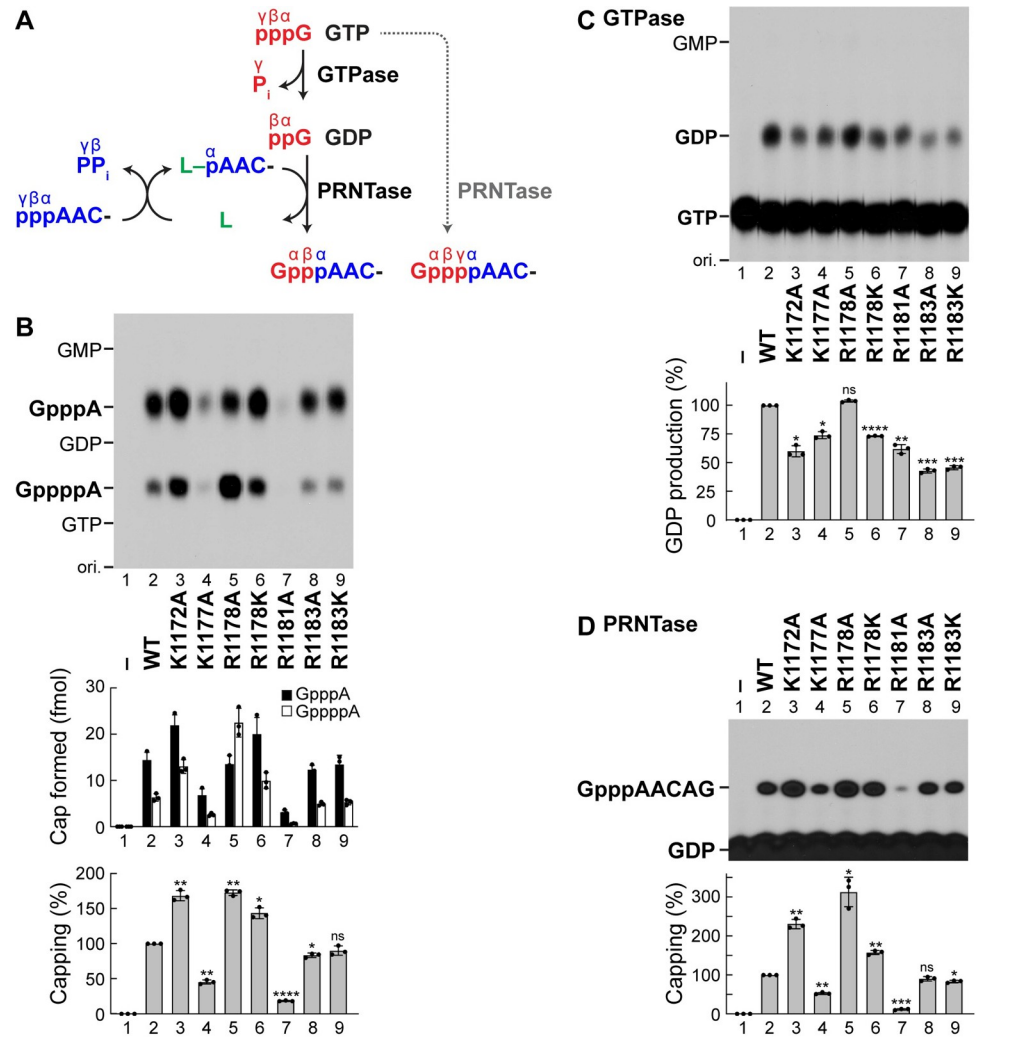 A
γβα
pppG GTP
γ
Pi
GTPase
βα
ppG GDP
γβ
PPi
α
L–pAAC-
PRNTase
PRNTase
γβα
pppAAC-
L
αβα
GpppAAC-
αβγα
GppppAAC-
B
GMP
GpppA
GDP
GppppA
GTP
ori.
1 2 3 4 5 6 7 8 9
– WT K1172A K1177A R1178A R1178K R1181A R1183A R1183K
Cap formed (fmol)
30
20
10
0
GpppA
GppppA
1 2 3 4 5 6 7 8 9
Capping (%)
200
150
100
50
0
** ** ** * **** * ns
1 2 3 4 5 6 7 8 9
C GTPase
GMP
GDP
GTP
ori.
1 2 3 4 5 6 7 8 9
– WT K1172A K1177A R1178A R1178K R1181A R1183A R1183K
GDP production (%)
100
75
50
25
0
* * ns **** ** *** ***
1 2 3 4 5 6 7 8 9
D PRNTase
– WT K1172A K1177A R1178A R1178K R1181A R1183A R1183K
1 2 3 4 5 6 7 8 9
GpppAACAG
GDP
Capping (%)
300
200
100
0
** ** * ** *** ns *
1 2 3 4 5 6 7 8 9